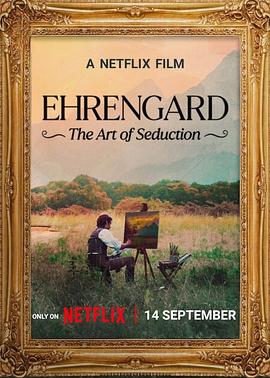 A NETFLIX FILM
EHRENGARD
The Art of Seduction
ONLY ON NETFLIX | 14 SEPTEMBER